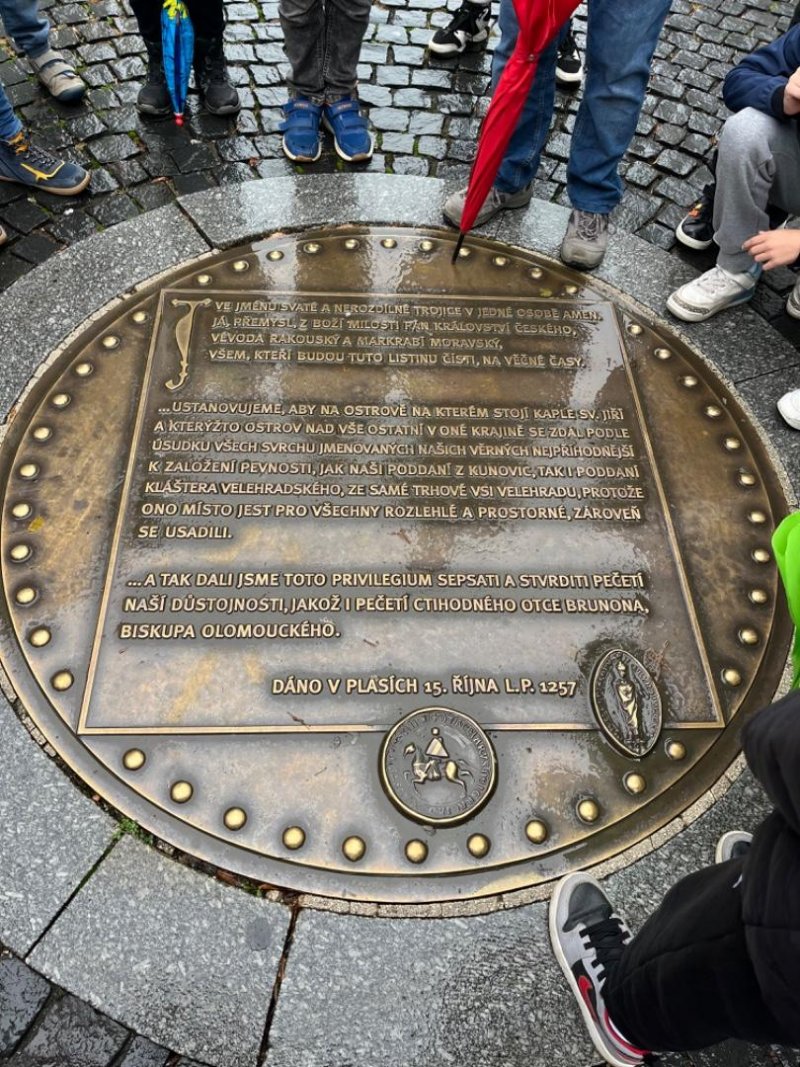 VE JMÉNU SVATÉ A NEROZDÍLNÉ TROJICE V JEDNÉ OSOBĚ AMEN.
JÁ, PŘEMYSL, Z BOŽÍ MILOSTI PÁN KRÁLOVSTVÍ ČESKÉHO,
VÉVODA RAKOUSKÝ A MARKRABÍ MORAVSKÝ,
VŠEM, KTEŘÍ BUDOU TUTO LISTINU ČÍSTI, NA VĚČNÉ ČASY.
...USTANOVUJEME, ABY NA OSTROVĚ NA KTERÉM STOJÍ KAPLE SV. JIŘÍ
A KTERÝŽTO OSTROV NAD VŠE OSTATNÍ V ONÉ KRAJINĚ SE ZDÁL PODLE
ÚSUDKU VŠECH SVRCHU JMENOVANÝCH NAŠICH VĚRNÝCH NEJPŘÍHODNĚJŠÍ
K ZALOŽENÍ PEVNOSTI, JAK NAŠI PODDANÍ Z KUNOVIC, TAK I PODDANÍ
KLÁŠTERA VELEHRADSKÉHO, ZE SAMÉ TRHOVÉ VSI VELEHRADU, PROTOŽE
ONO MÍSTO JEST PRO VŠECHNY ROZLEHLÉ A PROSTORNÉ, ZÁROVEŇ
SE USADILI.
...A TAK DALI JSME TOTO PRIVILEGIUM SEPSATI A STVRDITI PEČETÍ
NAŠÍ DŮSTOJNOSTI, JAKOŽ I PEČETÍ CTIHODNÉHO OTCE BRUNONA,
BISKUPA OLOMOUCKÉHO.
DÁNO V PLASÍCH 15. ŘÍJNA L.P. 1257